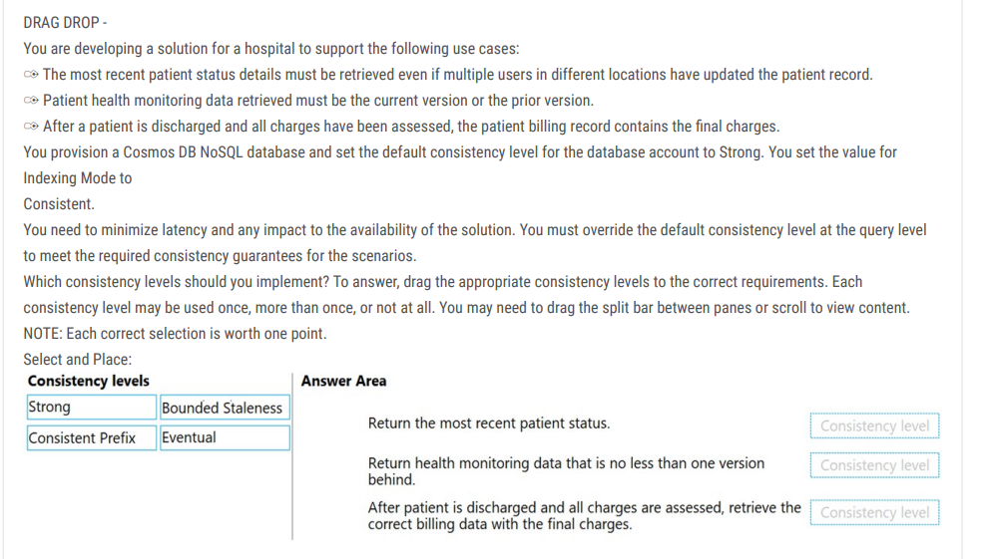 DRAG DROP -
You are developing a solution for a hospital to support the following use cases:
The most recent patient status details must be retrieved even if multiple users in different locations have updated the patient record.
Patient health monitoring data retrieved must be the current version or the prior version.
After a patient is discharged and all charges have been assessed, the patient billing record contains the final charges.
You provision a Cosmos DB NoSQL database and set the default consistency level for the database account to Strong. You set the value for
Indexing Mode to
Consistent.
You need to minimize latency and any impact to the availability of the solution. You must override the default consistency level at the query level
to meet the required consistency guarantees for the scenarios.
Which consistency levels should you implement? To answer, drag the appropriate consistency levels to the correct requirements. Each
consistency level may be used once, more than once, or not at all. You may need to drag the split bar between panes or scroll to view content.
NOTE: Each correct selection is worth one point.
Select and Place:
Consistency levels
Strong
Bounded Staleness
Consistent Prefix
Eventual
Answer Area
Return the most recent patient status.
Consistency level
Return health monitoring data that is no less than one version
behind.
Consistency level
After patient is discharged and all charges are assessed, retrieve the
correct billing data with the final charges.
Consistency level